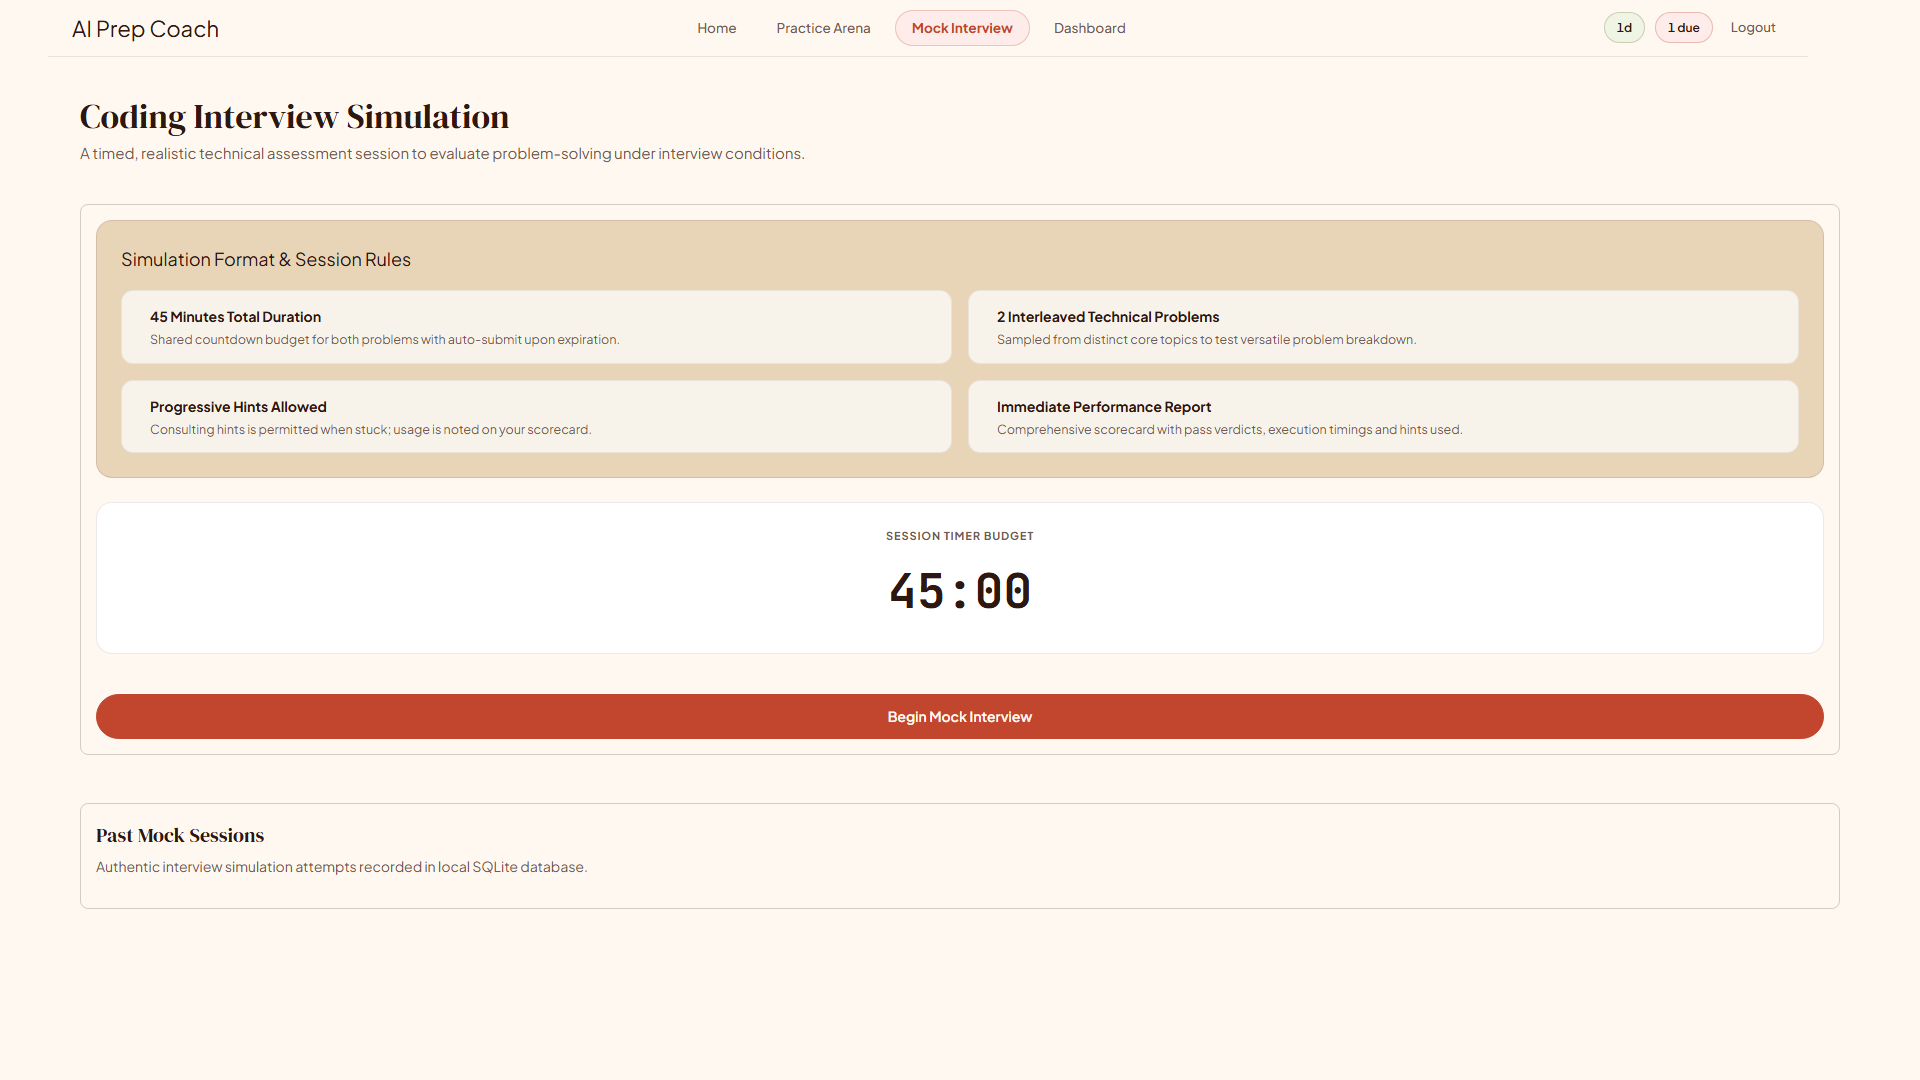 AI Prep Coach
Home
Practice Arena
Mock Interview
Dashboard
1d
1 due
Logout
Coding Interview Simulation
A timed, realistic technical assessment session to evaluate problem-solving under interview conditions.
Simulation Format & Session Rules
45 Minutes Total Duration
Shared countdown budget for both problems with auto-submit upon expiration.
2 Interleaved Technical Problems
Sampled from distinct core topics to test versatile problem breakdown.
Progressive Hints Allowed
Consulting hints is permitted when stuck; usage is noted on your scorecard.
Immediate Performance Report
Comprehensive scorecard with pass verdicts, execution timings and hints used.
SESSION TIMER BUDGET
45:00
Begin Mock Interview
Past Mock Sessions
Authentic interview simulation attempts recorded in local SQLite database.